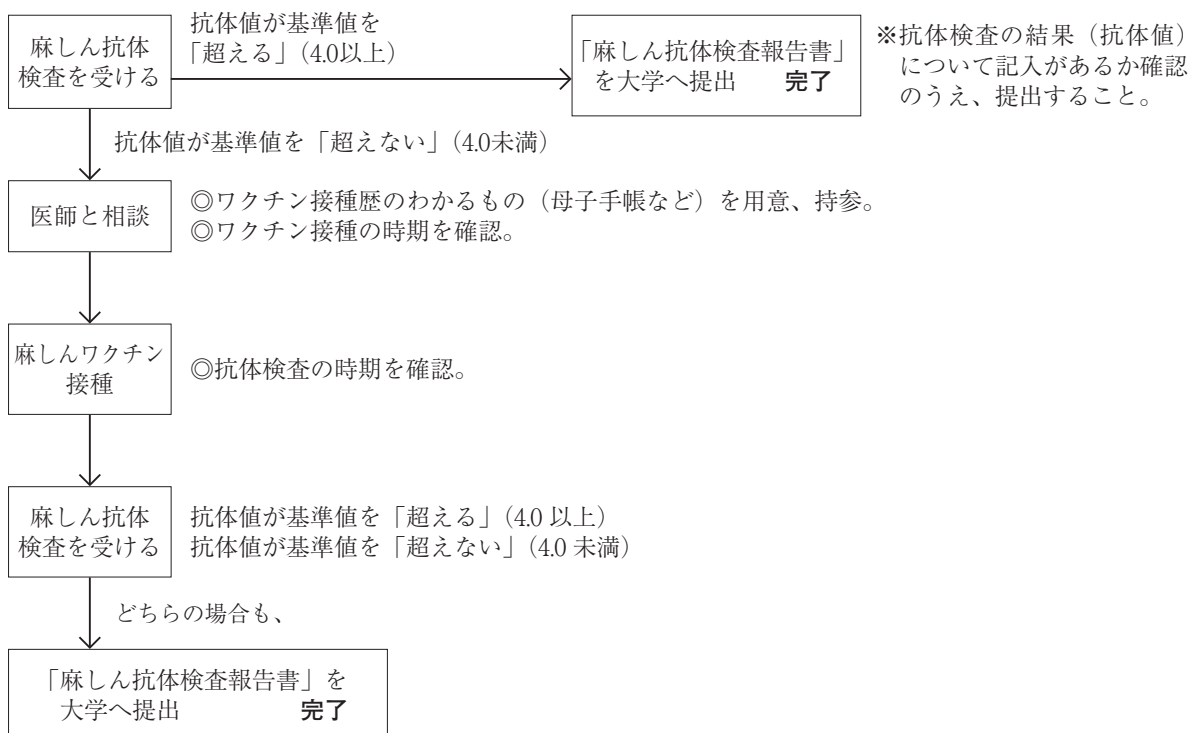 麻しん抗体
検査を受ける
抗体値が基準値を
「超える」(4.0以上)
「麻しん抗体検査報告書」
を大学へ提出　完了
※抗体検査の結果（抗体値）
について記入があるか確認
のうえ、提出すること。
抗体値が基準値を「超えない」(4.0未満)
医師と相談
◎ワクチン接種歴のわかるもの（母子手帳など）を用意、持参。
◎ワクチン接種の時期を確認。
麻しんワクチン
接種
◎抗体検査の時期を確認。
麻しん抗体
検査を受ける
抗体値が基準値を「超える」(4.0 以上)
抗体値が基準値を「超えない」(4.0 未満)
どちらの場合も、
「麻しん抗体検査報告書」を
大学へ提出　完了